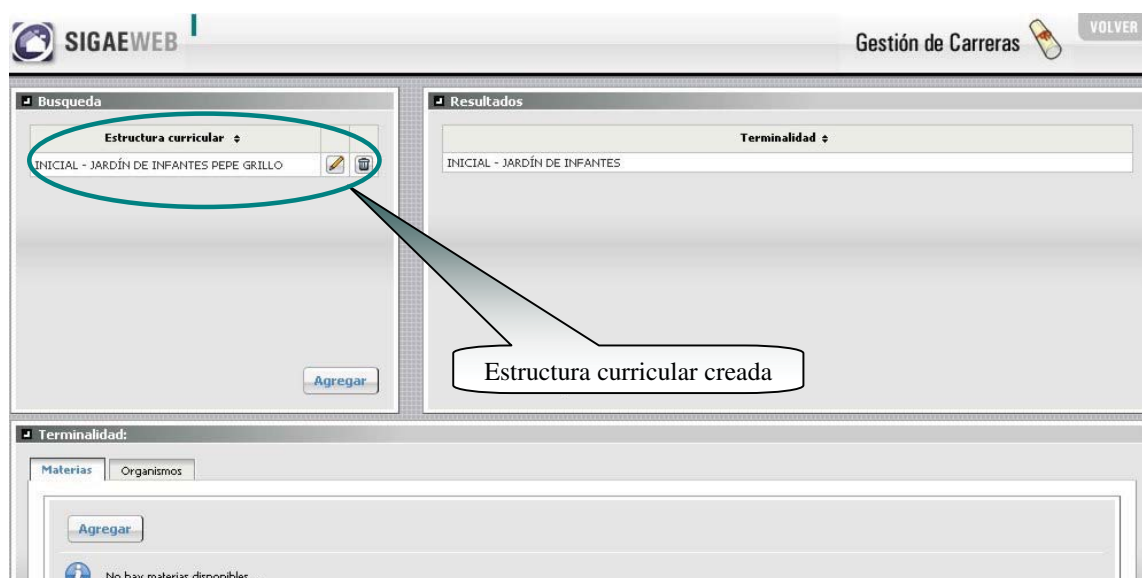 SIGAEWEB
Gestión de Carreras
VOLVER
Busqueda
Estructura curricular
INICIAL - JARDÍN DE INFANTES PEPE GRILLO
Agregar
Resultados
Terminalidad
INICIAL - JARDÍN DE INFANTES
Estructura curricular creada
Terminalidad:
Materias
Organismos
Agregar
No hay materias disponibles